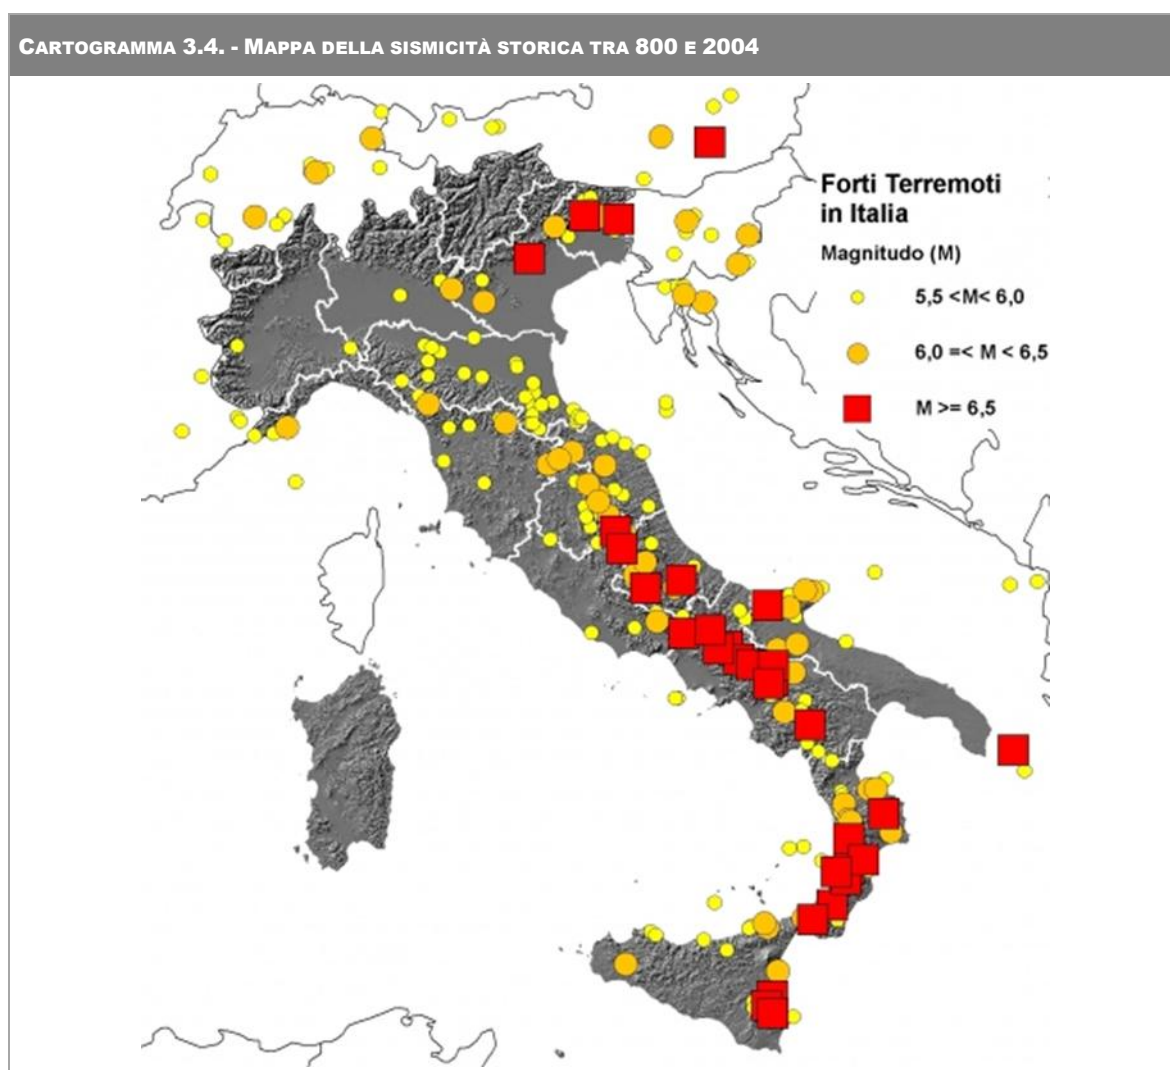 CARTOGRAMMA 3.4. - MAPPA DELLA SISMICITÀ STORICA TRA 800 E 2004
Forti Terremoti
in Italia
Magnitudo (M)
5,5 <M< 6,0
6,0 =< M < 6,5
M >= 6,5